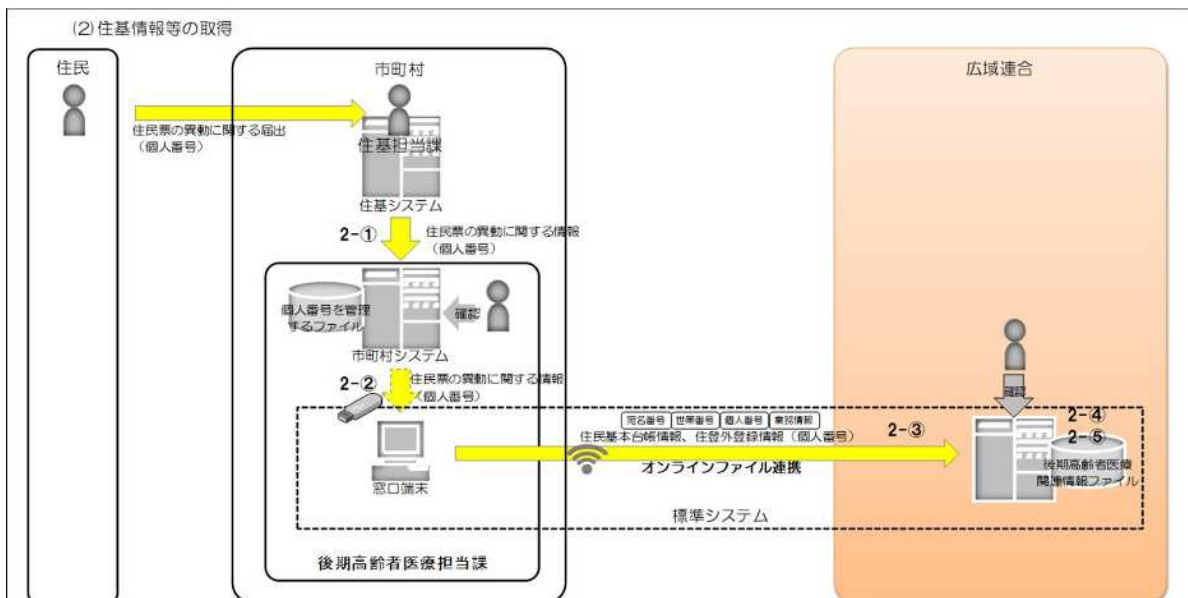 (2)住基情報等の取得
住民
市町村
広域連合
住民票の異動に関する届出
（個人番号）
住基担当課
住基システム
2-①
住民票の異動に関する情報
（個人番号）
個人番号を管理
するファイル
確認
市町村システム
2-②
住民票の異動に関する情報
（個人番号）
確認
宛名番号
世帯番号
個人番号
業務情報
住民基本台帳情報、住登外登録情報（個人番号）
2-③
2-④
2-⑤
オンラインファイル連携
後期高齢者医療
関連情報ファイル
窓口端末
標準システム
後期高齢者医療担当課